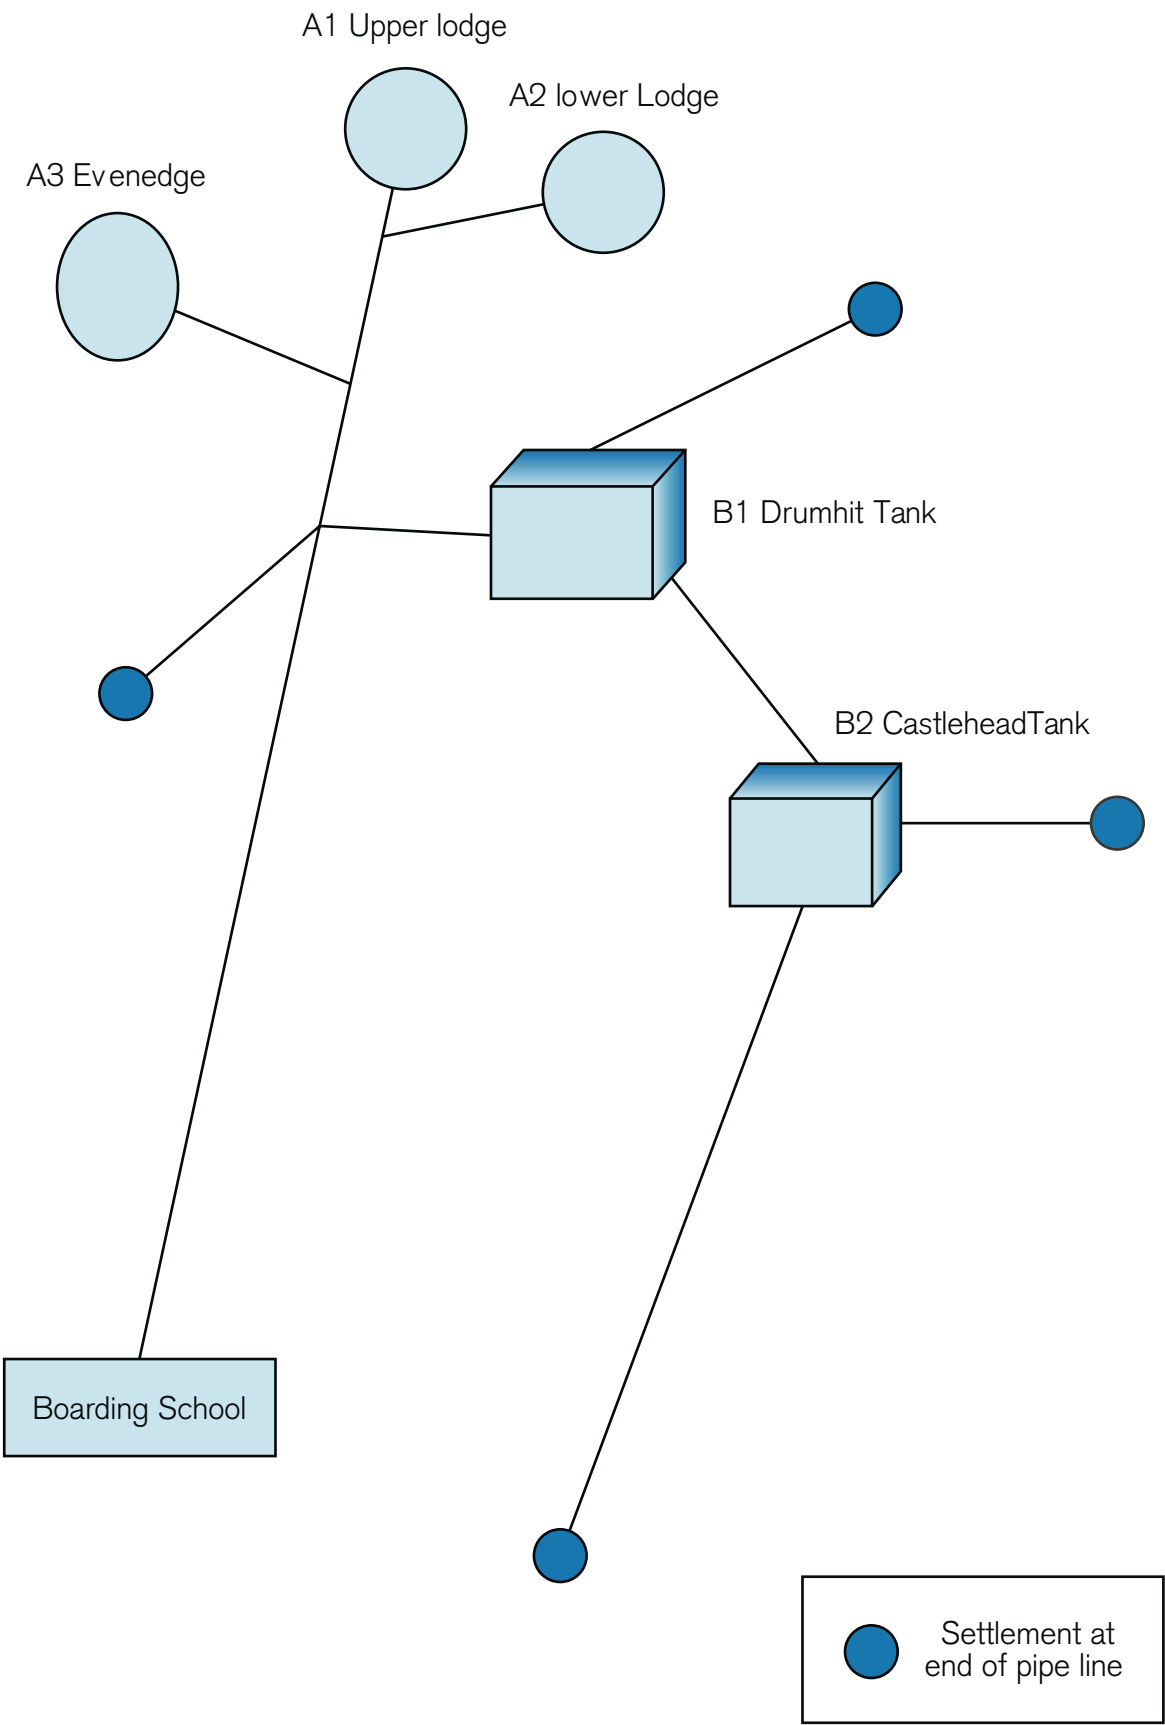 A1 Upper lodge
A2 lower Lodge
A3 Evenedge
B1 Drumhit Tank
B2 CastleheadTank
Boarding School
Settlement at
end of pipe line